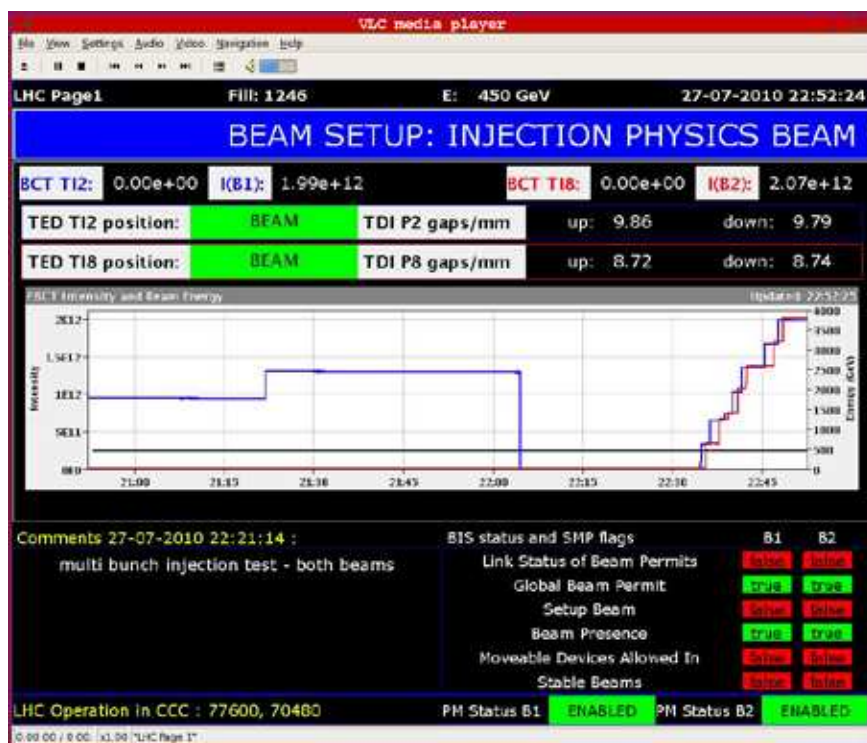 VLC media player
File View Settings Audio Video Navigation Help
LHC Page1 Fill: 1246 E: 450 GeV 27-07-2010 22:52:24
BEAM SETUP: INJECTION PHYSICS BEAM
BCT TI2: 0.00e+00 I(B1): 1.99e+12 BCT TI8: 0.00e+00 I(B2): 2.07e+12
TED TI2 position: BEAM TDI P2 gaps/mm up: 9.86 down: 9.79
TED TI8 position: BEAM TDI P8 gaps/mm up: 8.72 down: 8.74
FBCT Intensity and Beam Energy Updated: 22:52:25
2E12 4000
3500
1.5E12 3000
2500
1E12 2000
1500
5E11 1000
500
0E0 0
Intensity
Energy (GeV)
21:00 21:15 21:30 21:45 22:00 22:15 22:30 22:45
Comments 27-07-2010 22:21:14 :
multi bunch injection test - both beams
BIS status and SMP flags B1 B2
Link Status of Beam Permits false false
Global Beam Permit true true
Setup Beam false false
Beam Presence true true
Moveable Devices Allowed In false false
Stable Beams false false
LHC Operation in CCC : 77600, 70480 PM Status B1 ENABLED PM Status B2 ENABLED
0:00:00 / 0:00: x1.00 "LHC Page 1"